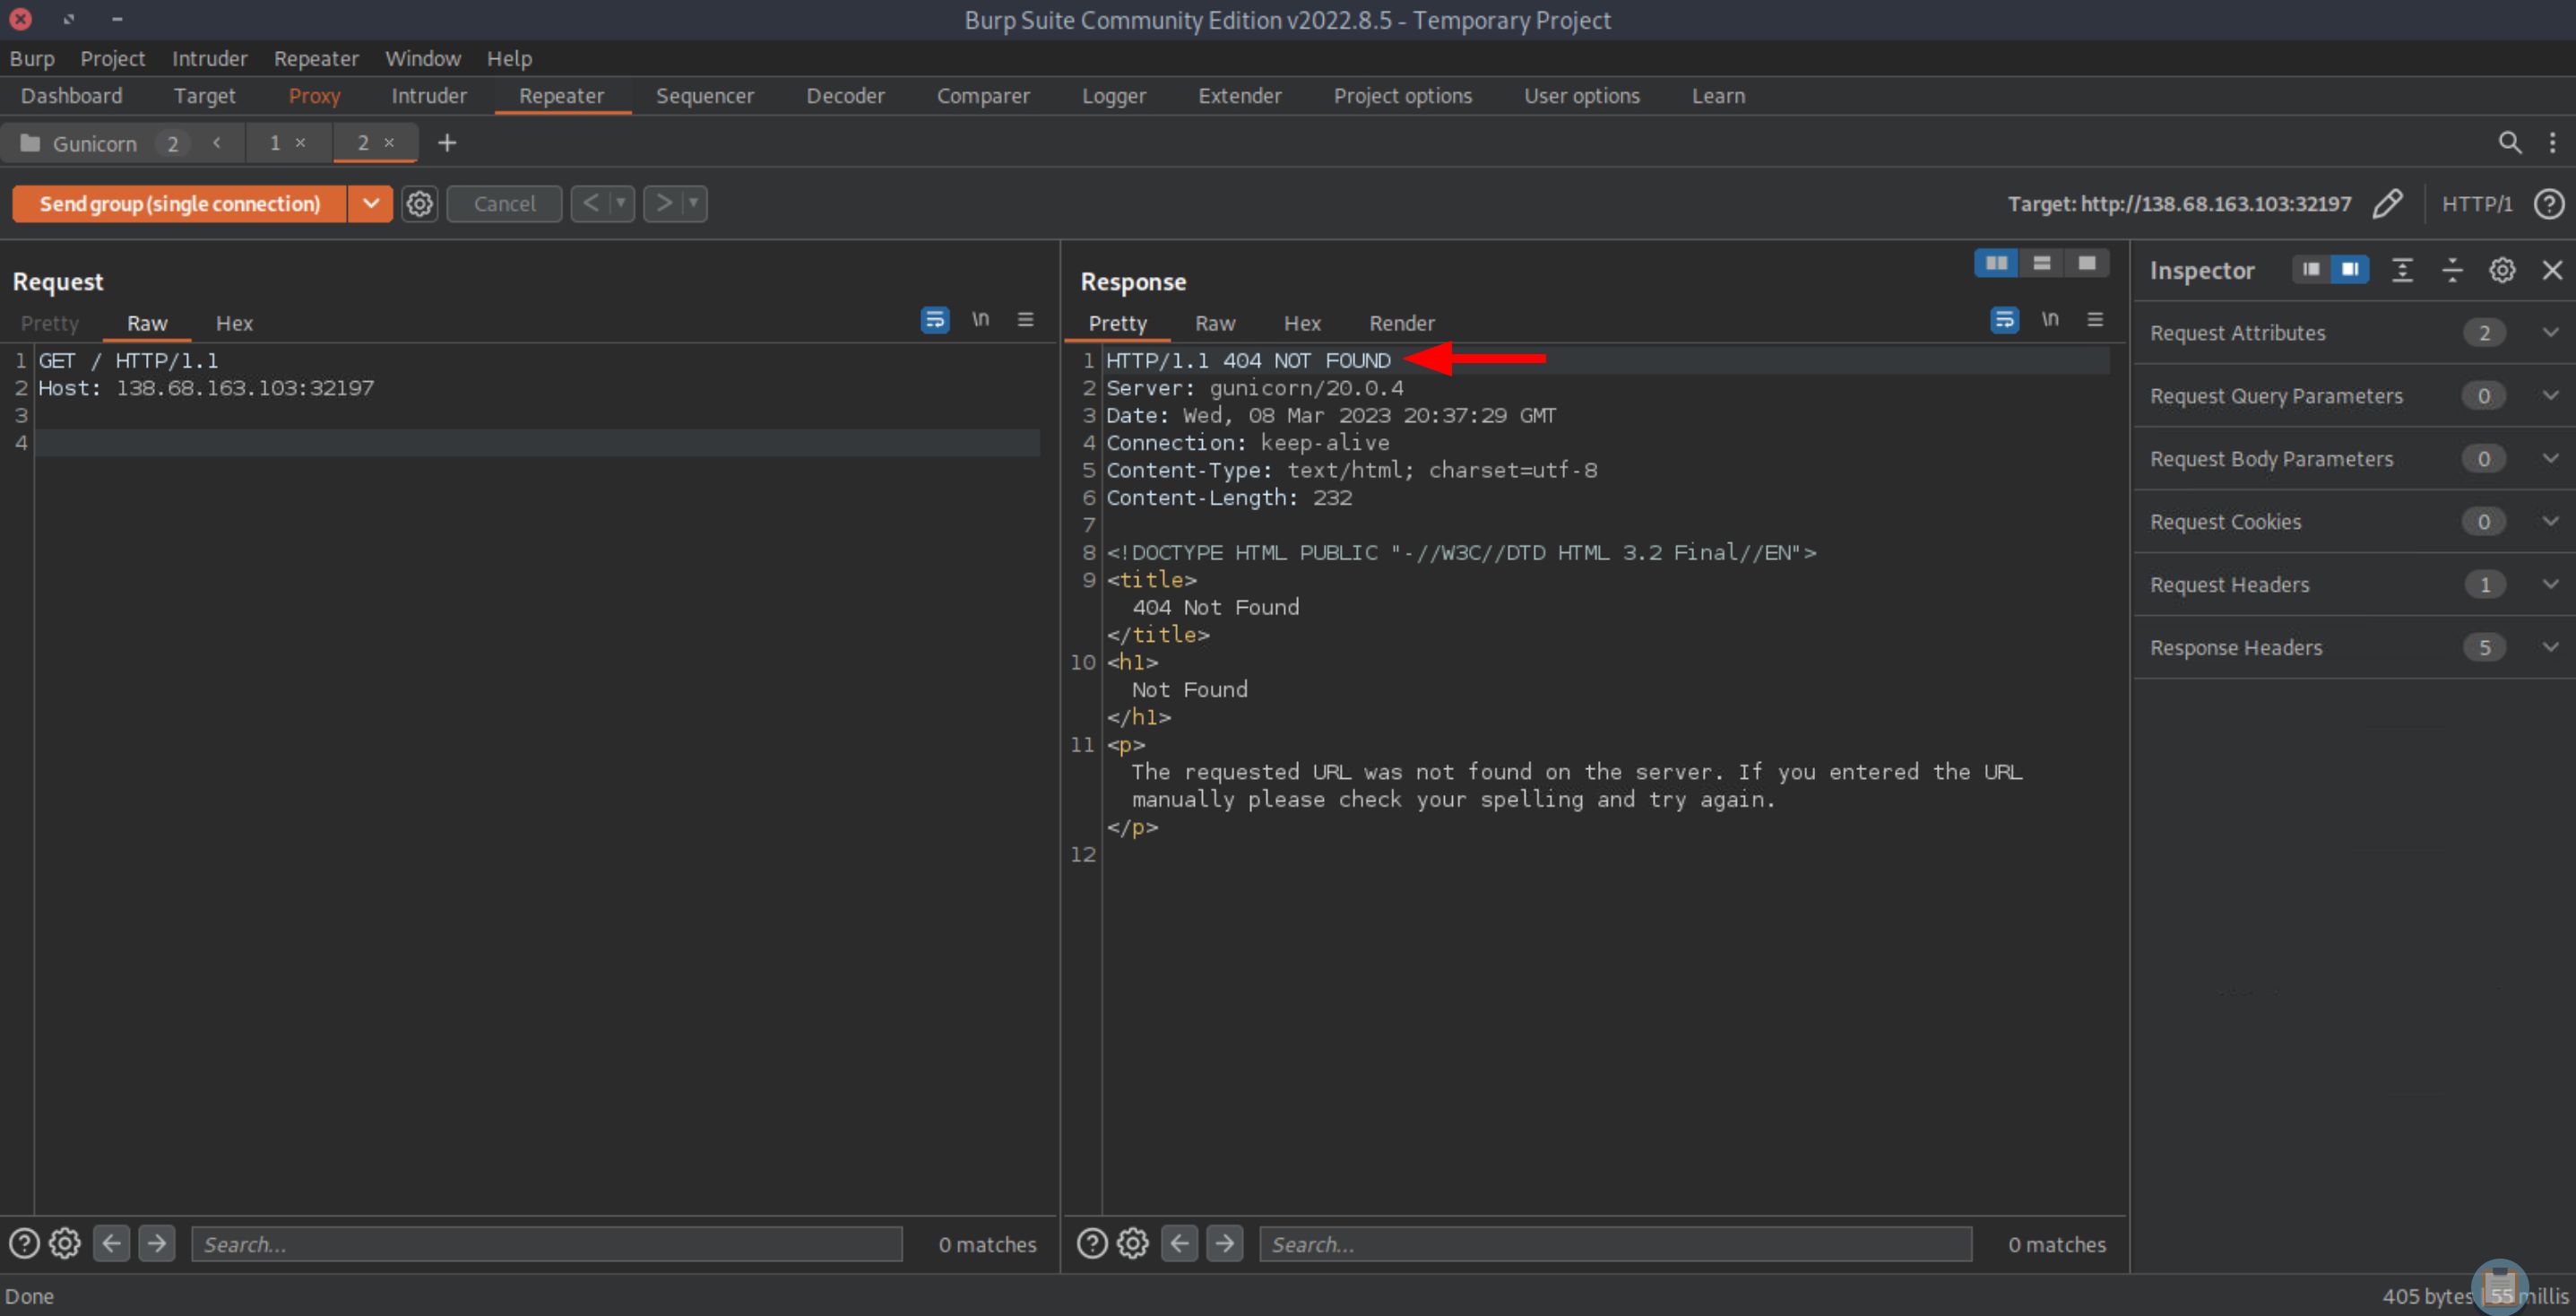 Burp Suite Community Edition v2022.8.5 - Temporary Project
Burp Project Intruder Repeater Window Help
Dashboard Target Proxy Intruder Repeater Sequencer Decoder Comparer Logger Extender Project options User options Learn
Gunicorn 2 < 1 × 2 × +
Send group (single connection) Cancel < > Target: http://138.68.163.103:32197 HTTP/1 ?
Request
Pretty Raw Hex \n
1 GET / HTTP/1.1
2 Host: 138.68.163.103:32197
3
4
Search... 0 matches
Response
Pretty Raw Hex Render \n
1 HTTP/1.1 404 NOT FOUND
2 Server: gunicorn/20.0.4
3 Date: Wed, 08 Mar 2023 20:37:29 GMT
4 Connection: keep-alive
5 Content-Type: text/html; charset=utf-8
6 Content-Length: 232
7
8 <!DOCTYPE HTML PUBLIC "-//W3C//DTD HTML 3.2 Final//EN">
9 <title>
404 Not Found
</title>
10 <h1>
Not Found
</h1>
11 <p>
The requested URL was not found on the server. If you entered the URL
manually please check your spelling and try again.
</p>
12
Search... 0 matches
Inspector
Request Attributes 2
Request Query Parameters 0
Request Body Parameters 0
Request Cookies 0
Request Headers 1
Response Headers 5
Done
405 bytes | 55 millis